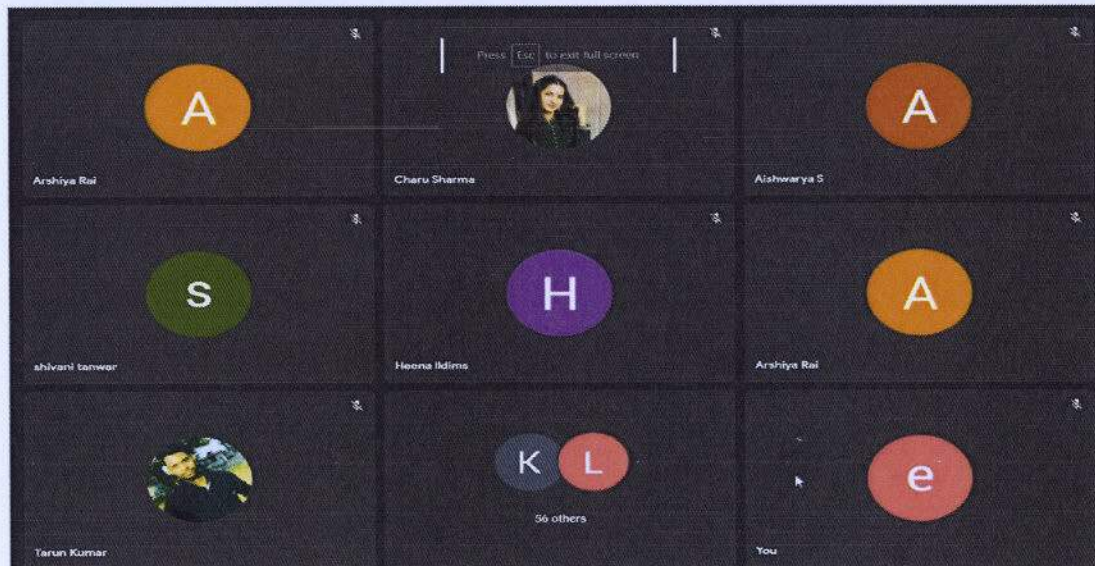 A
Arshiya Rai
Press Esc to exit full screen
Charu Sharma
A
Aishwarya S
S
shivani tanwar
H
Heena Ildims
A
Arshiya Rai
Tarun Kumar
K L
56 others
e
You